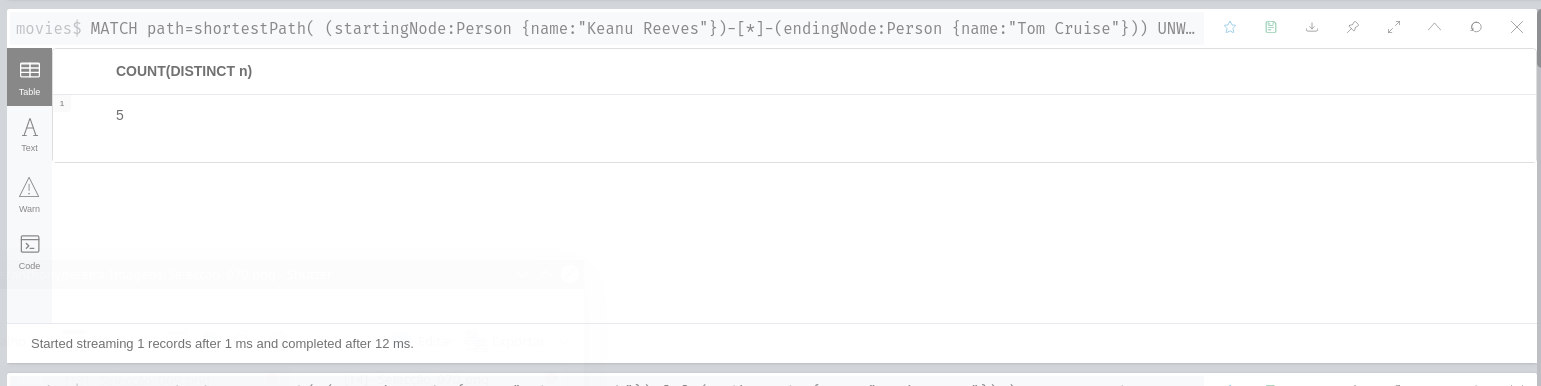 movies$ MATCH path=shortestPath( (startingNode:Person {name:"Keanu Reeves"})-[*]-(endingNode:Person {name:"Tom Cruise"})) UNW…
Table
COUNT(DISTINCT n)
1
5
Text
Warn
Code
Started streaming 1 records after 1 ms and completed after 12 ms.